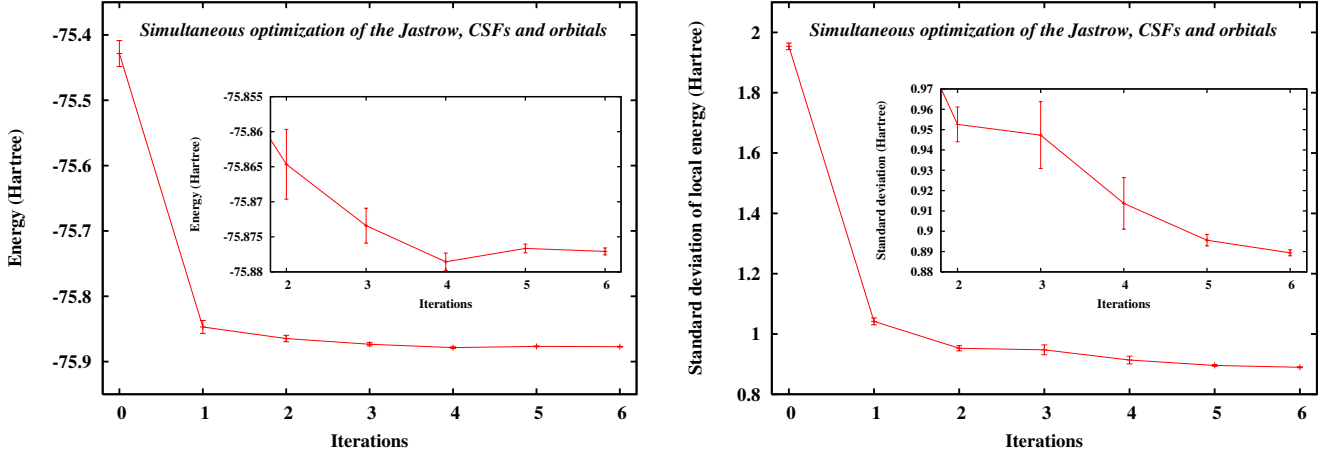 Simultaneous optimization of the Jastrow, CSFs and orbitals
Energy (Hartree)
-75.4
-75.5
-75.6
-75.7
-75.8
-75.9
0 1 2 3 4 5 6
Iterations
Energy (Hartree)
-75.855
-75.86
-75.865
-75.87
-75.875
-75.88
2 3 4 5 6
Iterations
Simultaneous optimization of the Jastrow, CSFs and orbitals
Standard deviation of local energy (Hartree)
2
1.8
1.6
1.4
1.2
1
0.8
0 1 2 3 4 5 6
Iterations
Standard deviation (Hartree)
0.97
0.96
0.95
0.94
0.93
0.92
0.91
0.9
0.89
0.88
2 3 4 5 6
Iterations